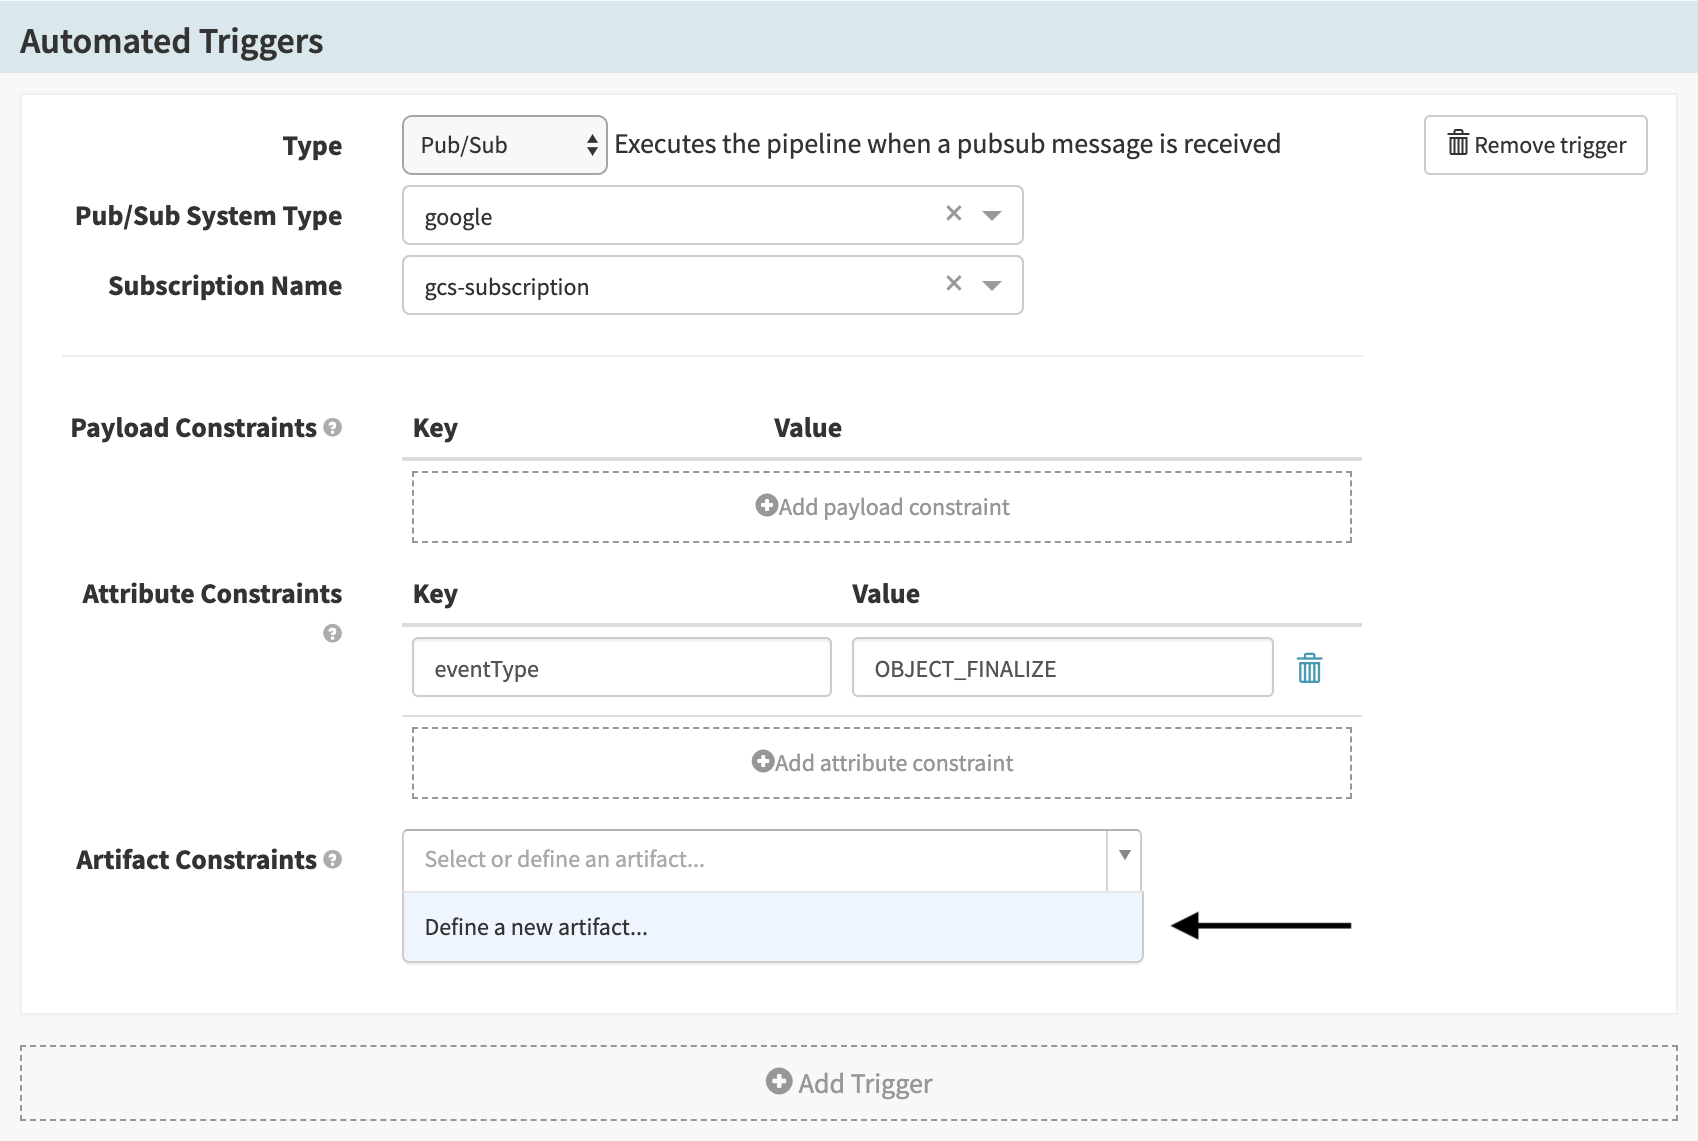 Automated Triggers
Type Pub/Sub Executes the pipeline when a pubsub message is received Remove trigger
Pub/Sub System Type google
Subscription Name gcs-subscription
Payload Constraints Key Value
Add payload constraint
Attribute Constraints Key Value
eventType OBJECT_FINALIZE
Add attribute constraint
Artifact Constraints Select or define an artifact...
Define a new artifact...
Add Trigger